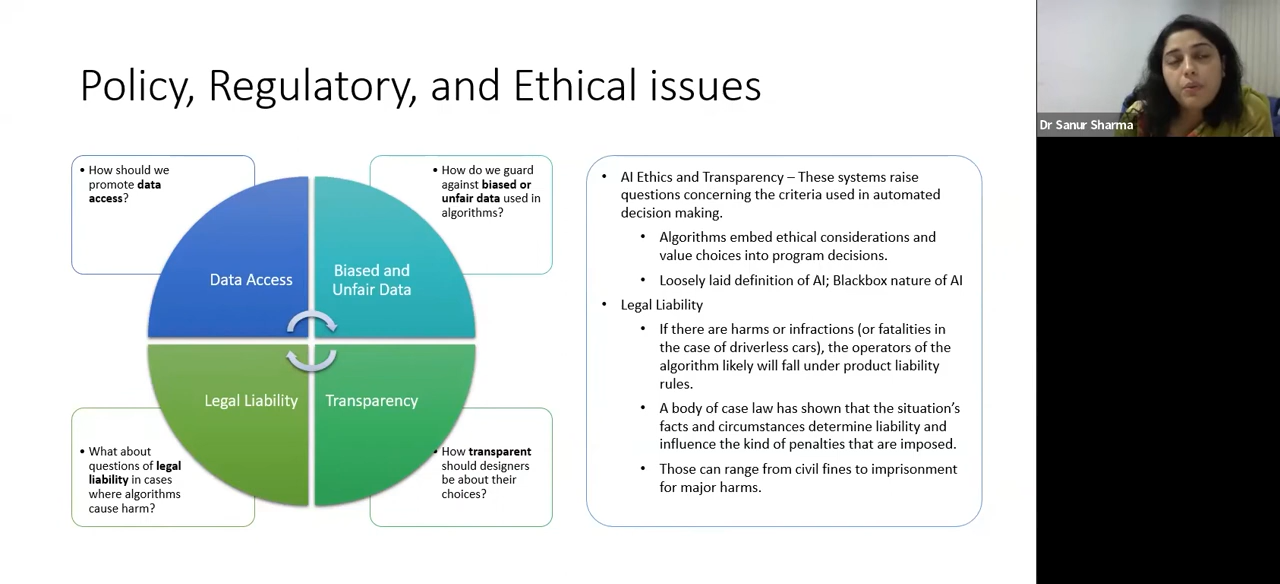 Policy, Regulatory, and Ethical issues
Dr Sanur Sharma
• How should we
promote data
access?
• How do we guard
against biased or
unfair data used in
algorithms?
Data Access
Biased and
Unfair Data
Legal Liability
Transparency
• What about
questions of legal
liability in cases
where algorithms
cause harm?
• How transparent
should designers
be about their
choices?
• AI Ethics and Transparency – These systems raise
questions concerning the criteria used in automated
decision making.
• Algorithms embed ethical considerations and
value choices into program decisions.
• Loosely laid definition of AI; Blackbox nature of AI
• Legal Liability
• If there are harms or infractions (or fatalities in
the case of driverless cars), the operators of the
algorithm likely will fall under product liability
rules.
• A body of case law has shown that the situation’s
facts and circumstances determine liability and
influence the kind of penalties that are imposed.
• Those can range from civil fines to imprisonment
for major harms.